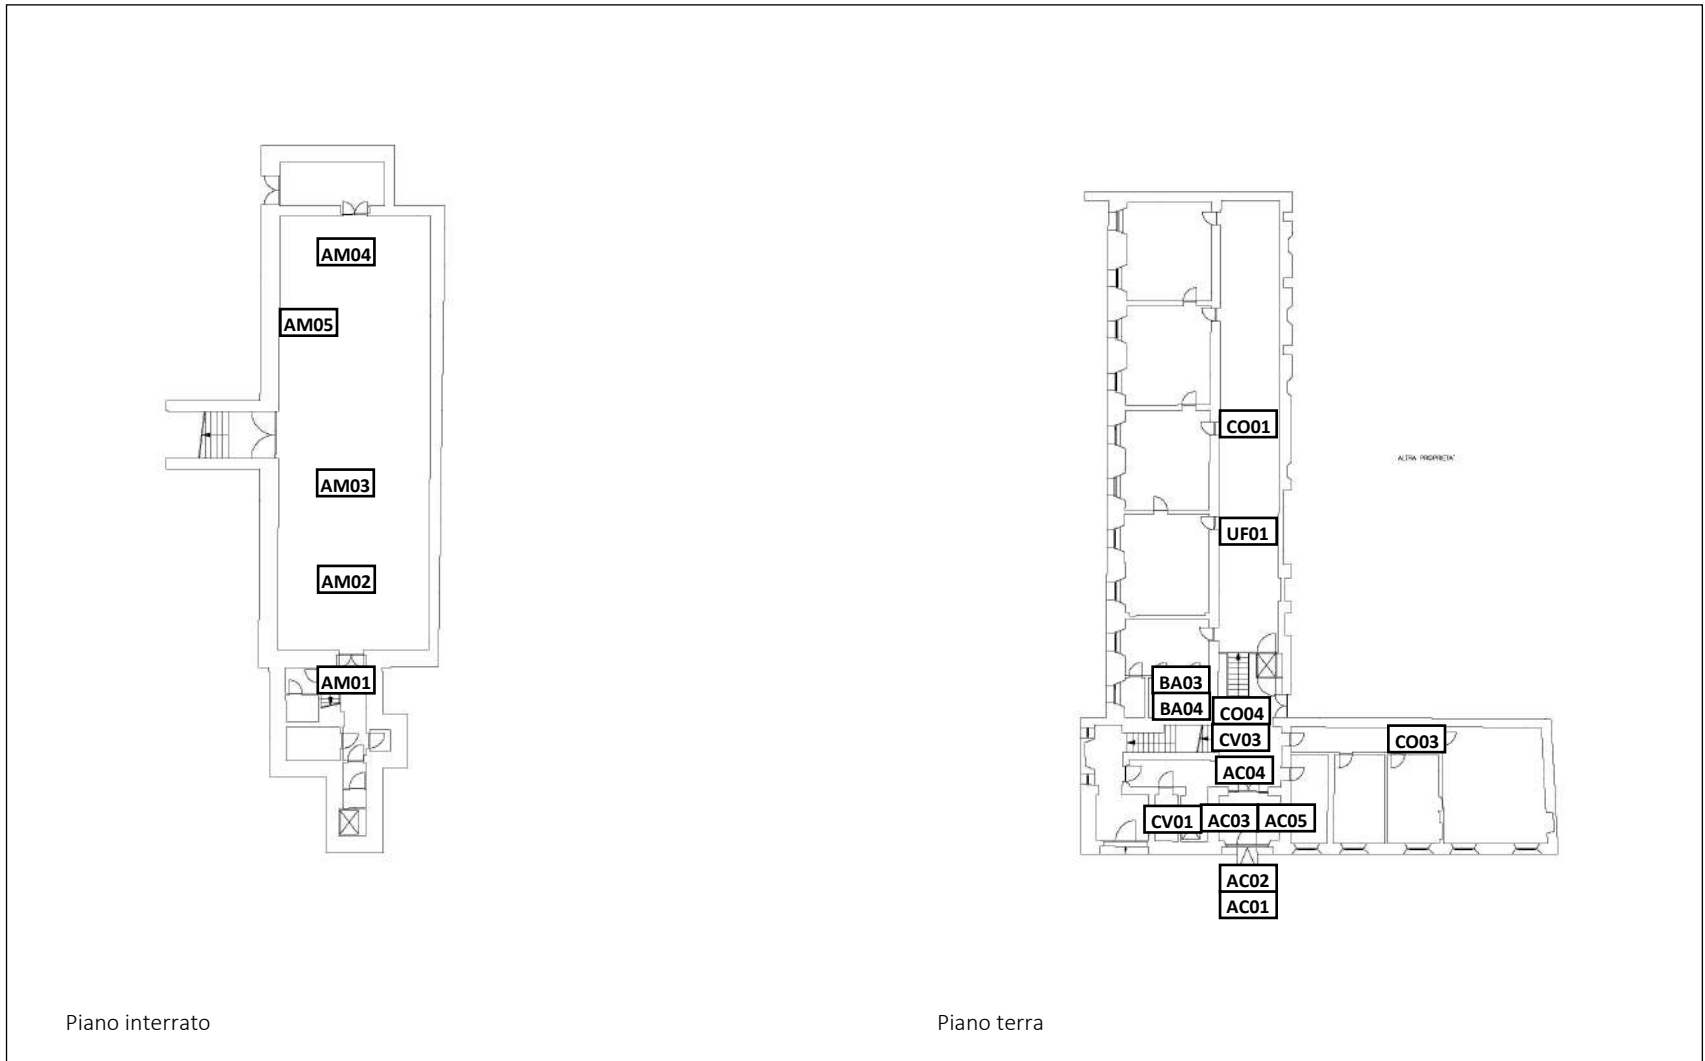 AM04
AM05
AM03
AM02
AM01
CO01
ALTRA PROPRIETA'
UF01
BA03
BA04
CO04
CV03
CO03
AC04
CV01
AC03
AC05
AC02
AC01
Piano interrato
Piano terra